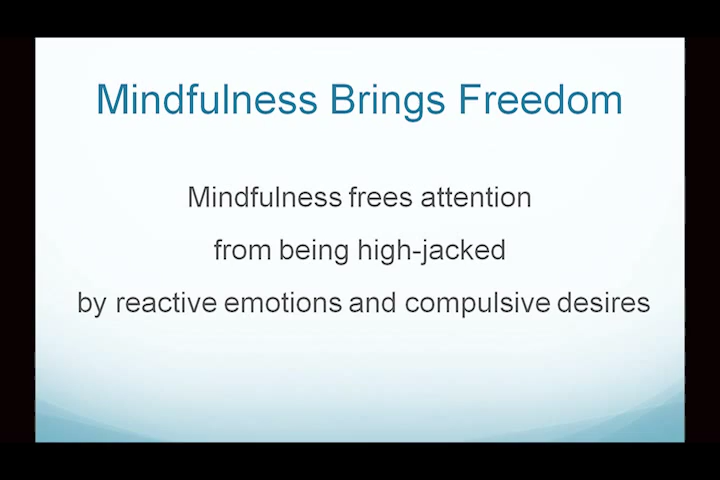 Mindfulness Brings Freedom
Mindfulness frees attention
from being high-jacked
by reactive emotions and compulsive desires